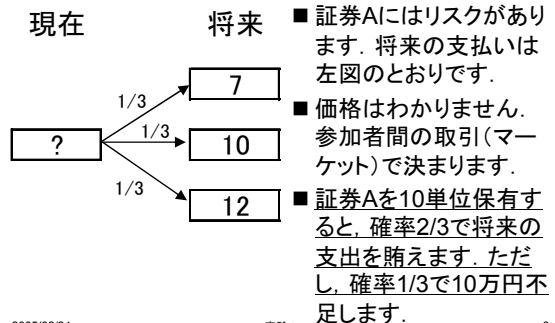 現在
将来
1/3
1/3
1/3
?
7
10
12
■ 証券Aにはリスクがあり
ます．将来の支払いは
左図のとおりです．
■ 価格はわかりません．
参加者間の取引（マー
ケット）で決まります．
■ 証券Aを10単位保有す
ると，確率2/3で将来の
支出を賄えます．ただ
し，確率1/3で10万円不
足します．